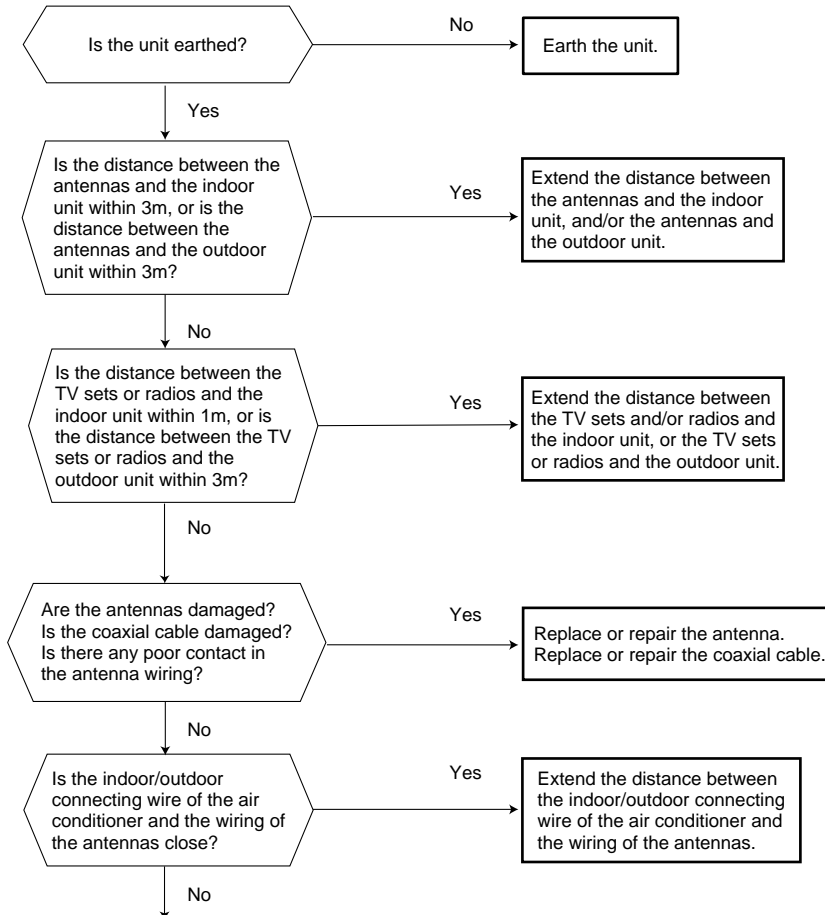 Is the unit earthed?
No
Earth the unit.
Yes
Is the distance between the
antennas and the indoor
unit within 3m, or is the
distance between the
antennas and the outdoor
unit within 3m?
Yes
Extend the distance between
the antennas and the indoor
unit, and/or the antennas and
the outdoor unit.
No
Is the distance between the
TV sets or radios and the
indoor unit within 1m, or is
the distance between the TV
sets or radios and the
outdoor unit within 3m?
Yes
Extend the distance between
the TV sets and/or radios and
the indoor unit, or the TV sets
or radios and the outdoor unit.
No
Are the antennas damaged?
Is the coaxial cable damaged?
Is there any poor contact in
the antenna wiring?
Yes
Replace or repair the antenna.
Replace or repair the coaxial cable.
No
Is the indoor/outdoor
connecting wire of the air
conditioner and the wiring of
the antennas close?
Yes
Extend the distance between
the indoor/outdoor connecting
wire of the air conditioner and
the wiring of the antennas.
No